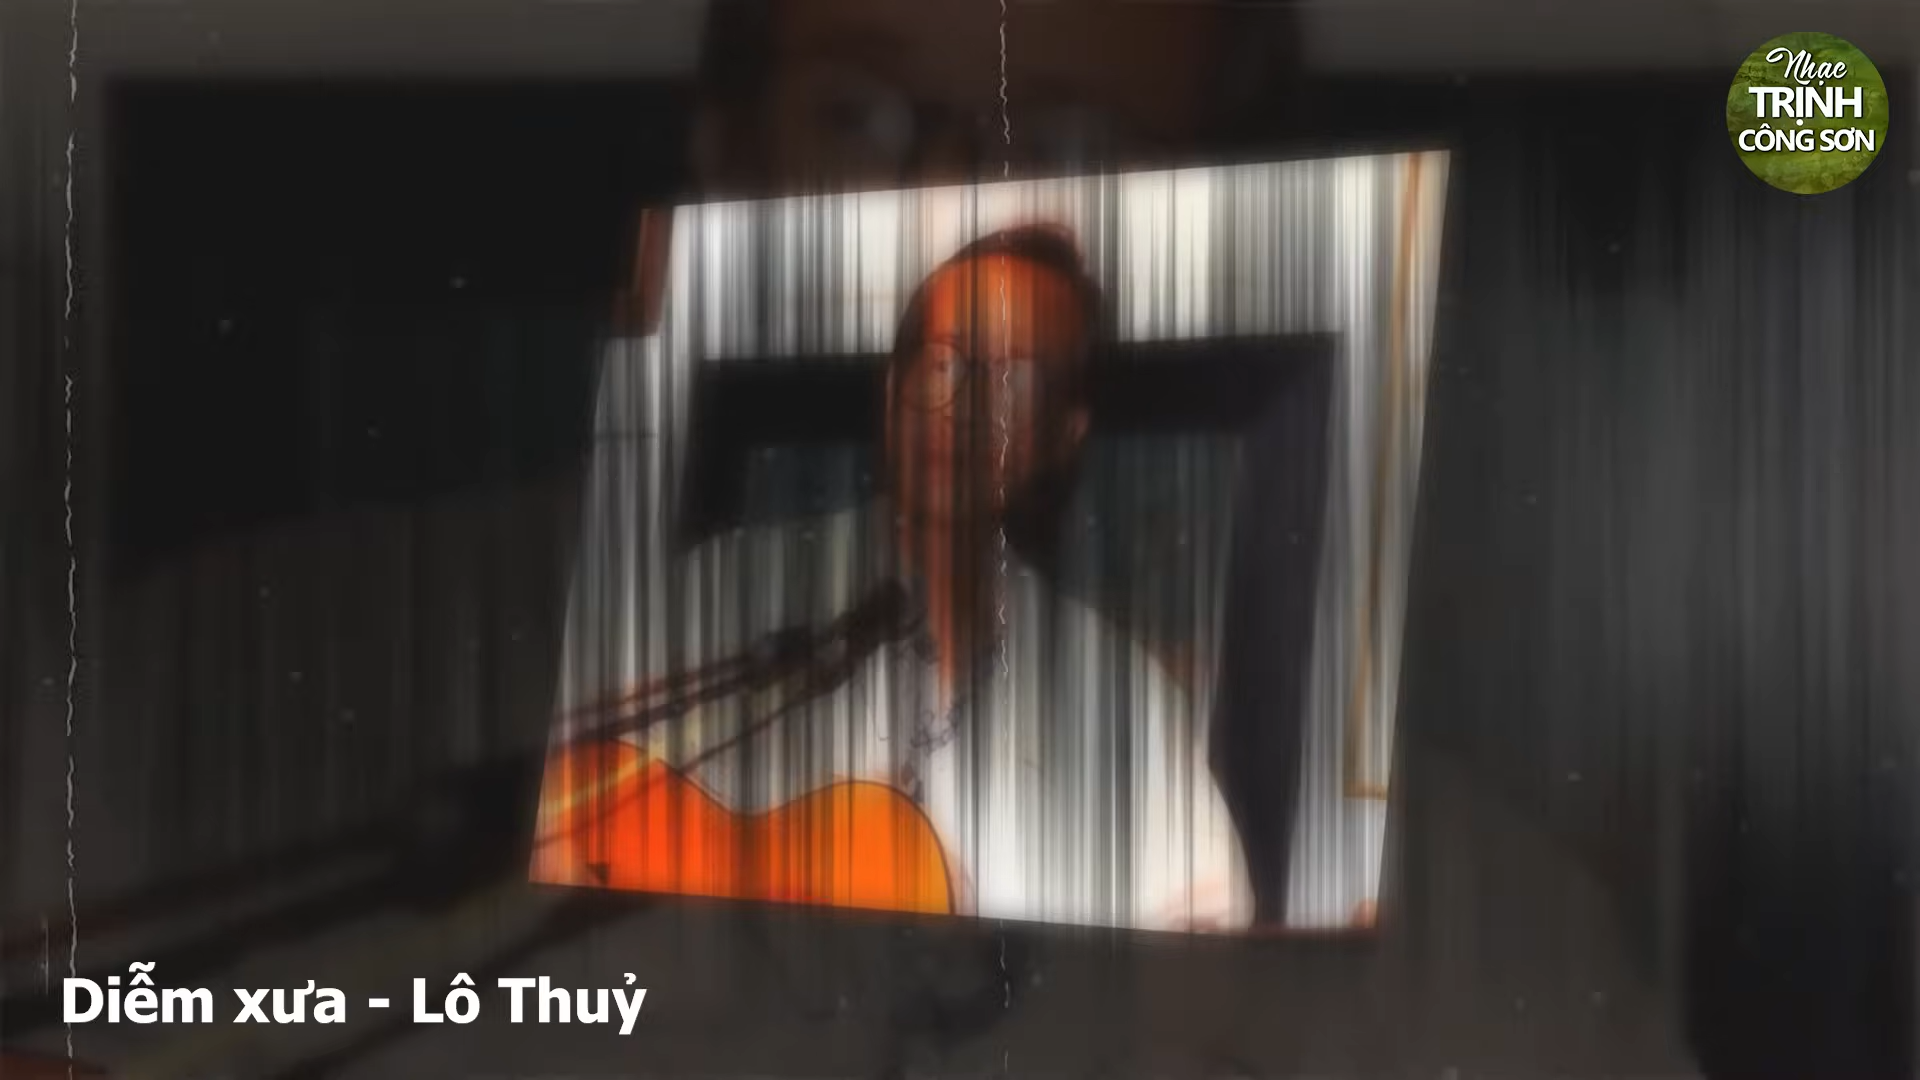 Nhạc
TRỊNH
CÔNG SƠN
Diễm xưa - Lô Thuỷ